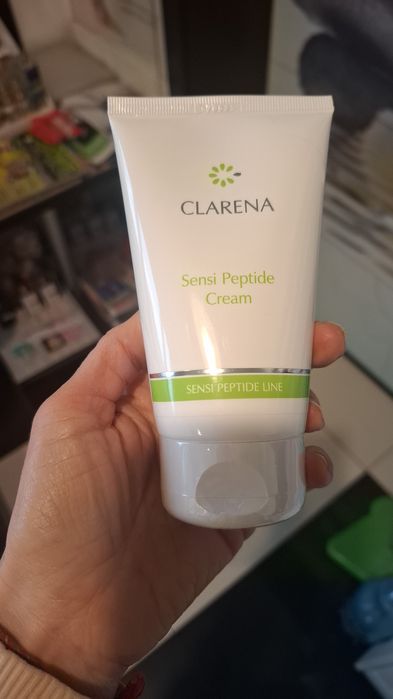 CLARENA
Sensi Peptide
Cream
SENSI PEPTIDE LINE